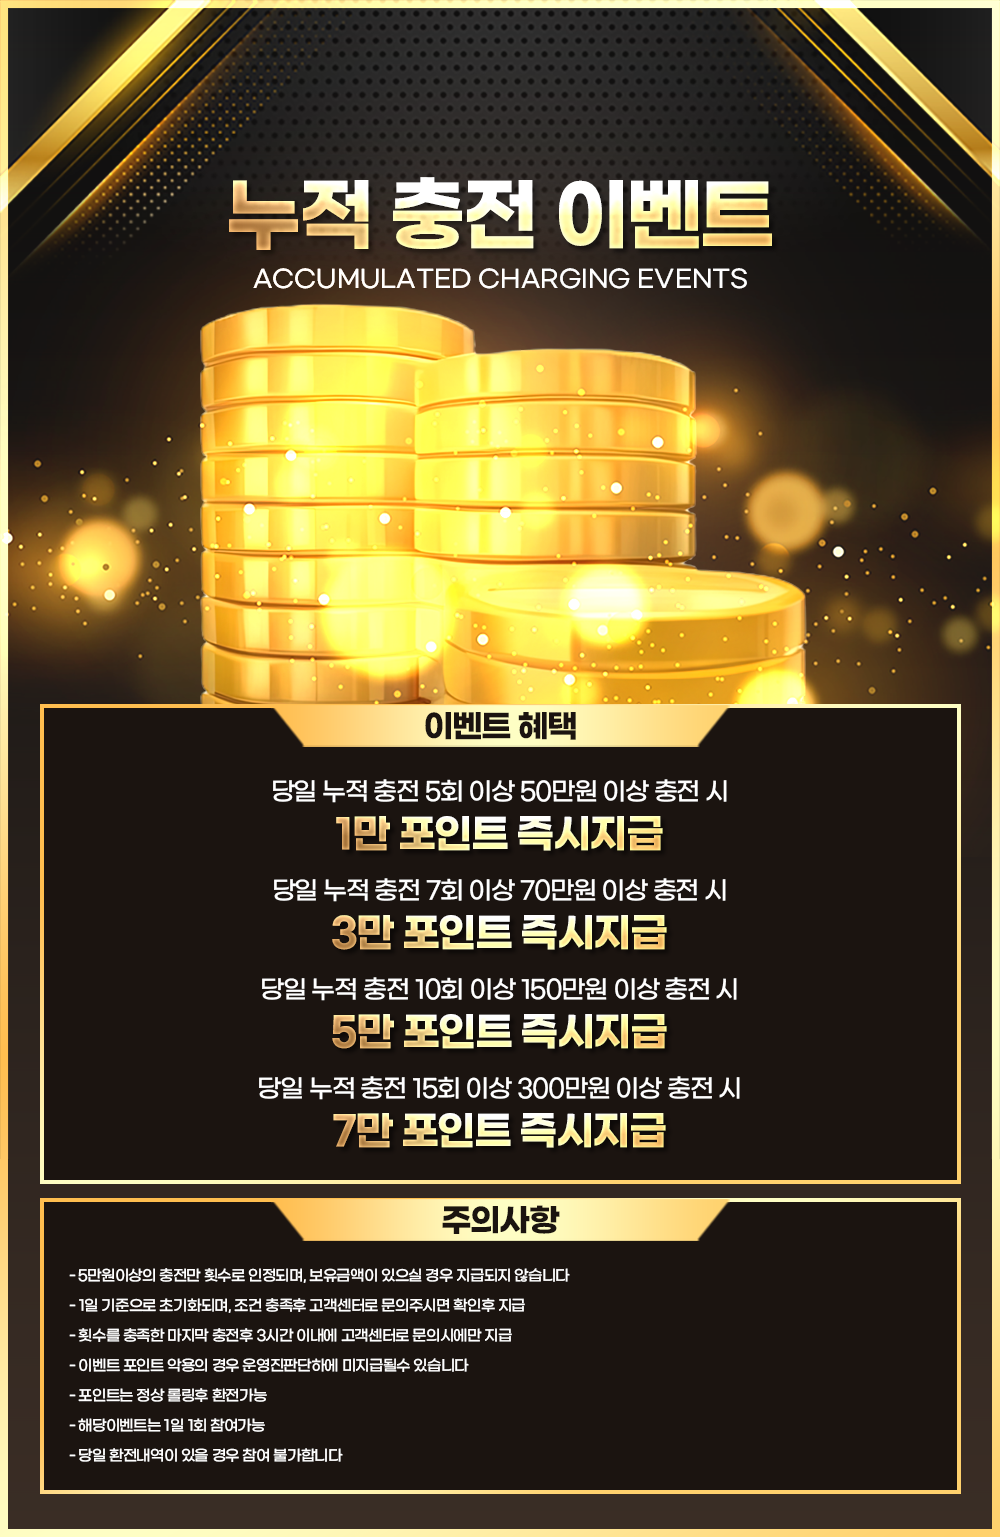 누적 충전 이벤트
ACCUMULATED CHARGING EVENTS
이벤트 혜택
당일 누적 충전 5회 이상 50만원 이상 충전 시
1만 포인트 즉시지급
당일 누적 충전 7회 이상 70만원 이상 충전 시
3만 포인트 즉시지급
당일 누적 충전 10회 이상 150만원 이상 충전 시
5만 포인트 즉시지급
당일 누적 충전 15회 이상 300만원 이상 충전 시
7만 포인트 즉시지급
주의사항
- 5만원이상의 충전만 횟수로 인정되며, 보유금액이 있으실 경우 지급되지 않습니다
- 1일 기준으로 초기화되며, 조건 충족후 고객센터로 문의주시면 확인후 지급
- 횟수를 충족한 마지막 충전후 3시간 이내에 고객센터로 문의시에만 지급
- 이벤트 포인트 악용의 경우 운영진판단하에 미지급될수 있습니다
- 포인트는 정상 롤링후 환전가능
- 해당이벤트는 1일 1회 참여가능
- 당일 환전내역이 있을 경우 참여 불가합니다